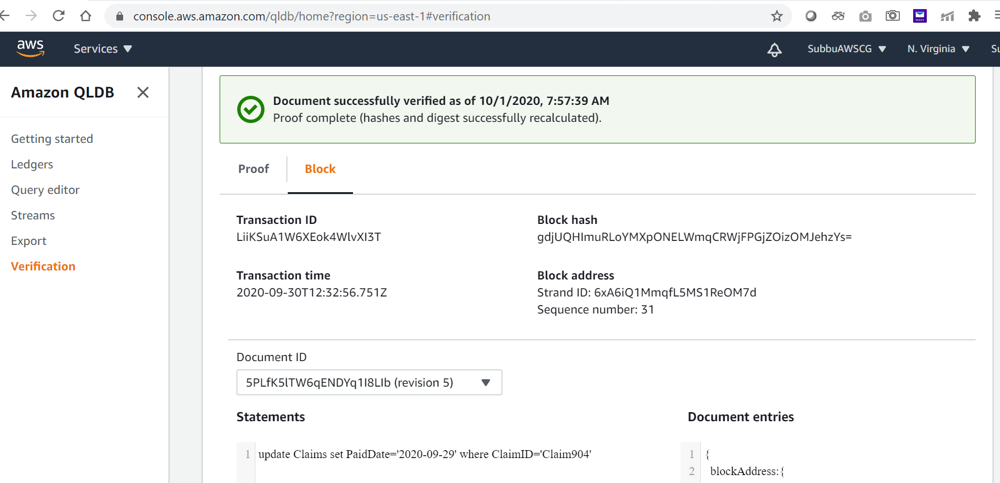 console.aws.amazon.com/qldb/home?region=us-east-1#verification
YAHOO!
aws
Services ▼
SubbuAWSCG ▼
N. Virginia ▼
Su
Amazon QLDB
Getting started
Ledgers
Query editor
Streams
Export
Verification
Document successfully verified as of 10/1/2020, 7:57:39 AM
Proof complete (hashes and digest successfully recalculated).
Proof
Block
Transaction ID
LiiKSuA1W6XEok4WlvXI3T
Block hash
gdjUQHImuRLoYMXpONELWmqCRWjFPGjZOizOMJehzYs=
Transaction time
2020-09-30T12:32:56.751Z
Block address
Strand ID: 6xA6iQ1MmqfL5MS1ReOM7d
Sequence number: 31
Document ID
5PLfK5lTW6qENDYq1I8LIb (revision 5)
Statements
1 update Claims set PaidDate='2020-09-29' where ClaimID='Claim904'
Document entries
1 {
2 blockAddress:{